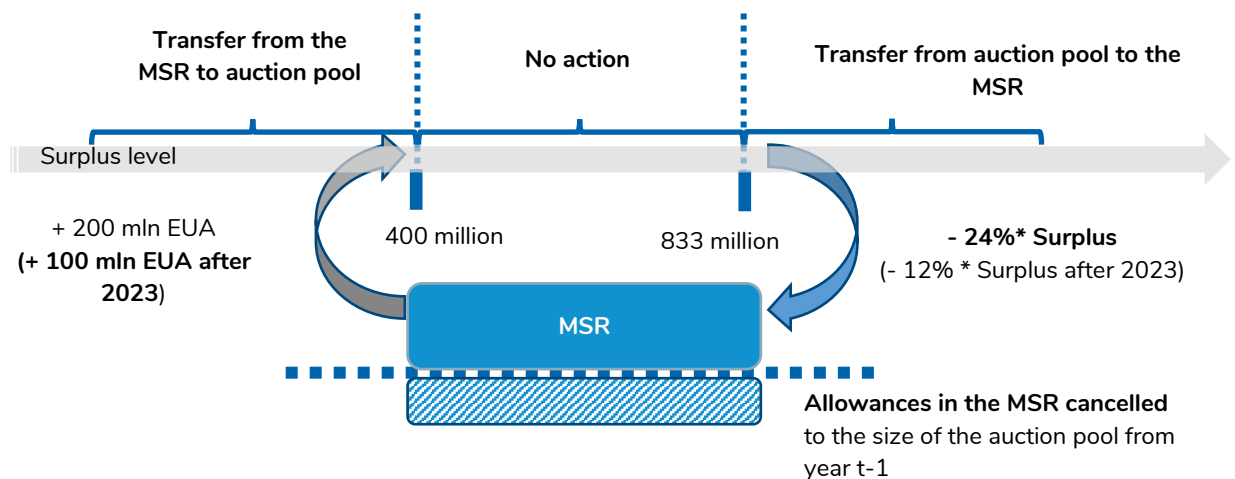 Transfer from the
MSR to auction pool
No action
Transfer from auction pool to the
MSR
Surplus level
+ 200 mln EUA
(+ 100 mln EUA after
2023)
400 million
833 million
- 24%* Surplus
(- 12% * Surplus after 2023)
MSR
Allowances in the MSR cancelled
to the size of the auction pool from
year t-1